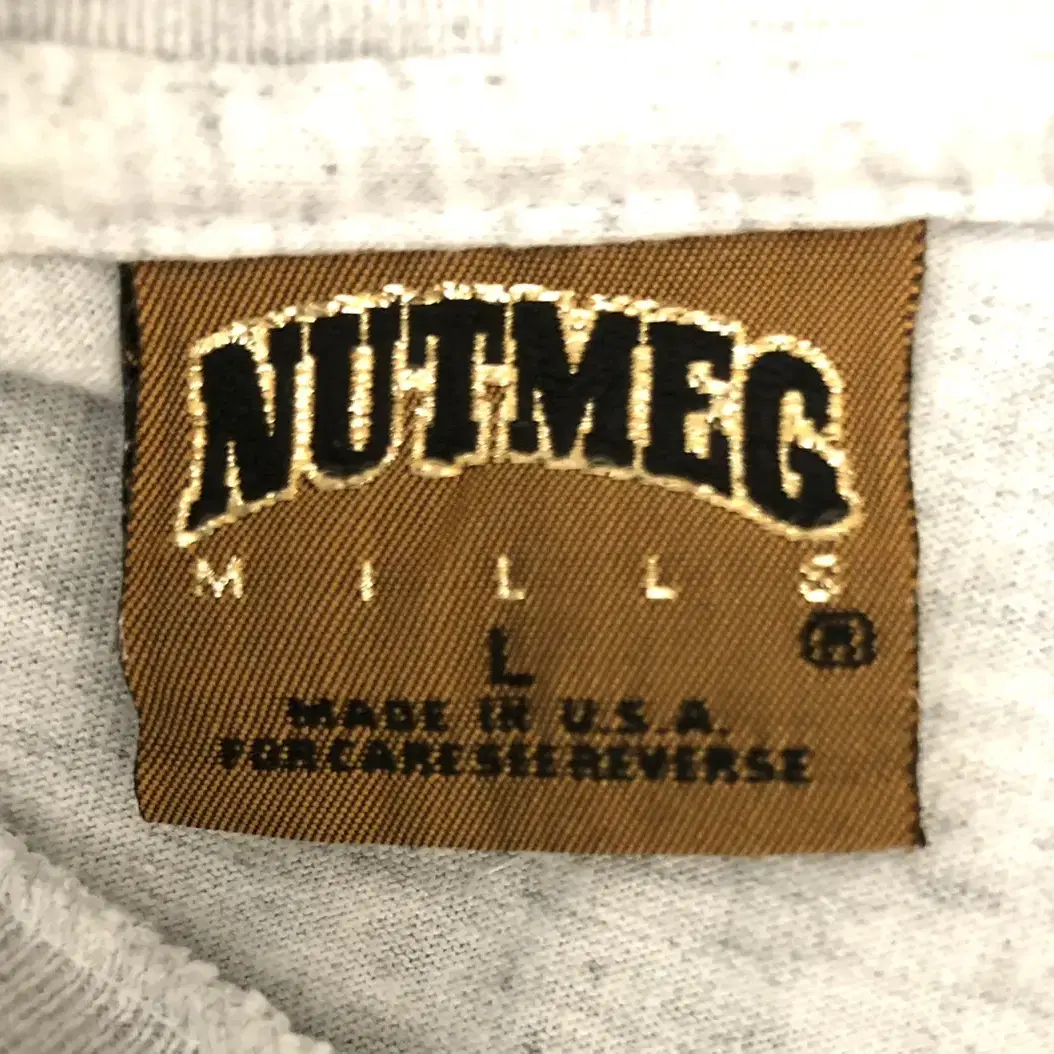 NUTMEG
MILLS
®
L
MADE IN U.S.A.
FOR CARE SEE REVERSE